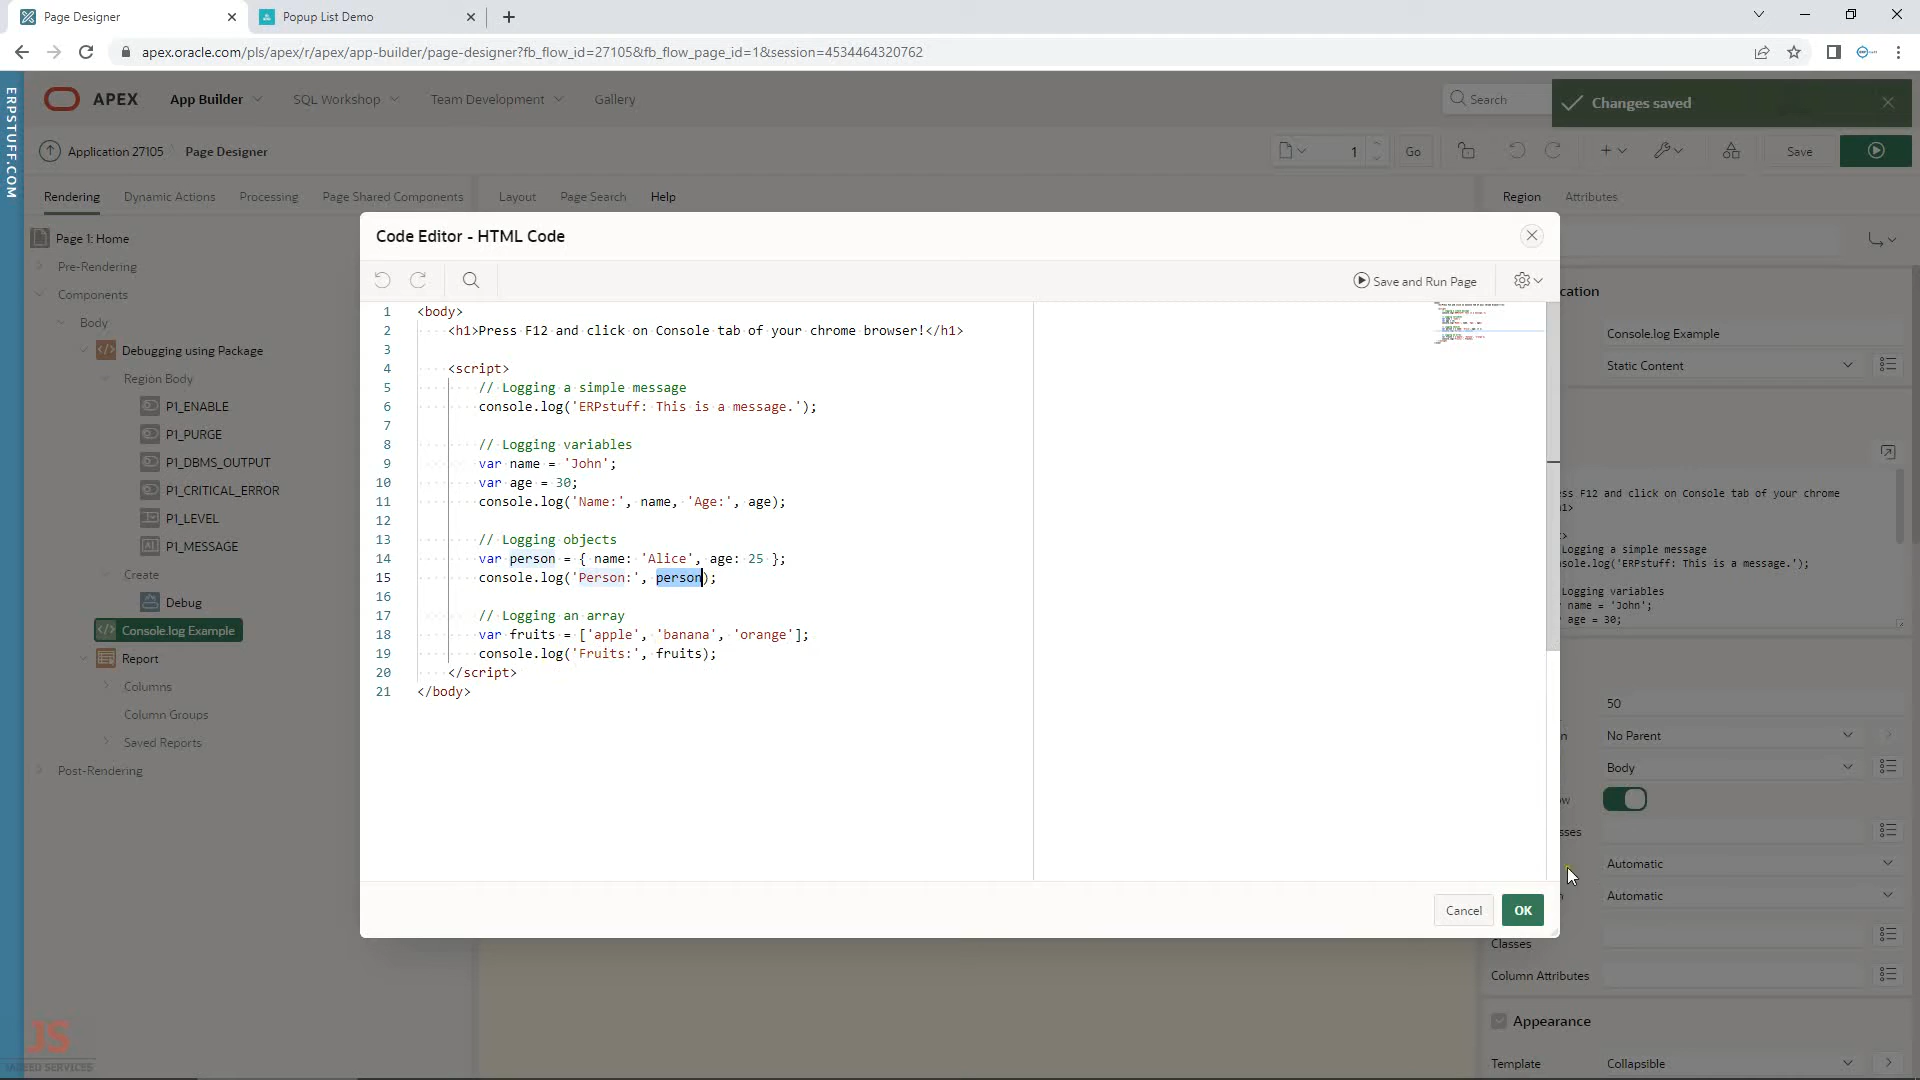 Page Designer
Popup List Demo
apex.oracle.com/pls/apex/r/apex/app-builder/page-designer?fb_flow_id=27105&fb_flow_page_id=1&session=4534464320762
ERPSTUFF.COM
APEX
App Builder
SQL Workshop
Team Development
Gallery
Search
Changes saved
Application 27105
Page Designer
1
Go
Save
Rendering
Dynamic Actions
Processing
Page Shared Components
Layout
Page Search
Help
Region
Attributes
Page 1: Home
Pre-Rendering
Components
Body
Debugging using Package
Region Body
P1_ENABLE
P1_PURGE
P1_DBMS_OUTPUT
P1_CRITICAL_ERROR
P1_LEVEL
P1_MESSAGE
Create
Debug
Console.log Example
Report
Columns
Column Groups
Saved Reports
Post-Rendering
Code Editor - HTML Code
Save and Run Page
1 <body>
2 <h1>Press F12 and click on Console tab of your chrome browser!</h1>
3
4 <script>
5 // Logging a simple message
6 console.log('ERPstuff: This is a message.');
7
8 // Logging variables
9 var name = 'John';
10 var age = 30;
11 console.log('Name:', name, 'Age:', age);
12
13 // Logging objects
14 var person = { name: 'Alice', age: 25 };
15 console.log('Person:', person);
16
17 // Logging an array
18 var fruits = ['apple', 'banana', 'orange'];
19 console.log('Fruits:', fruits);
20 </script>
21 </body>
Cancel
OK
cation
Console.log Example
Static Content
ss F12 and click on Console tab of your chrome
1>
t>
Logging a simple message
sole.log('ERPstuff: This is a message.');
Logging variables
name = 'John';
age = 30;
50
n
No Parent
Body
w
sses
Automatic
n
Automatic
Classes
Column Attributes
Appearance
Template
Collapsible
JS
SADEED SERVICES